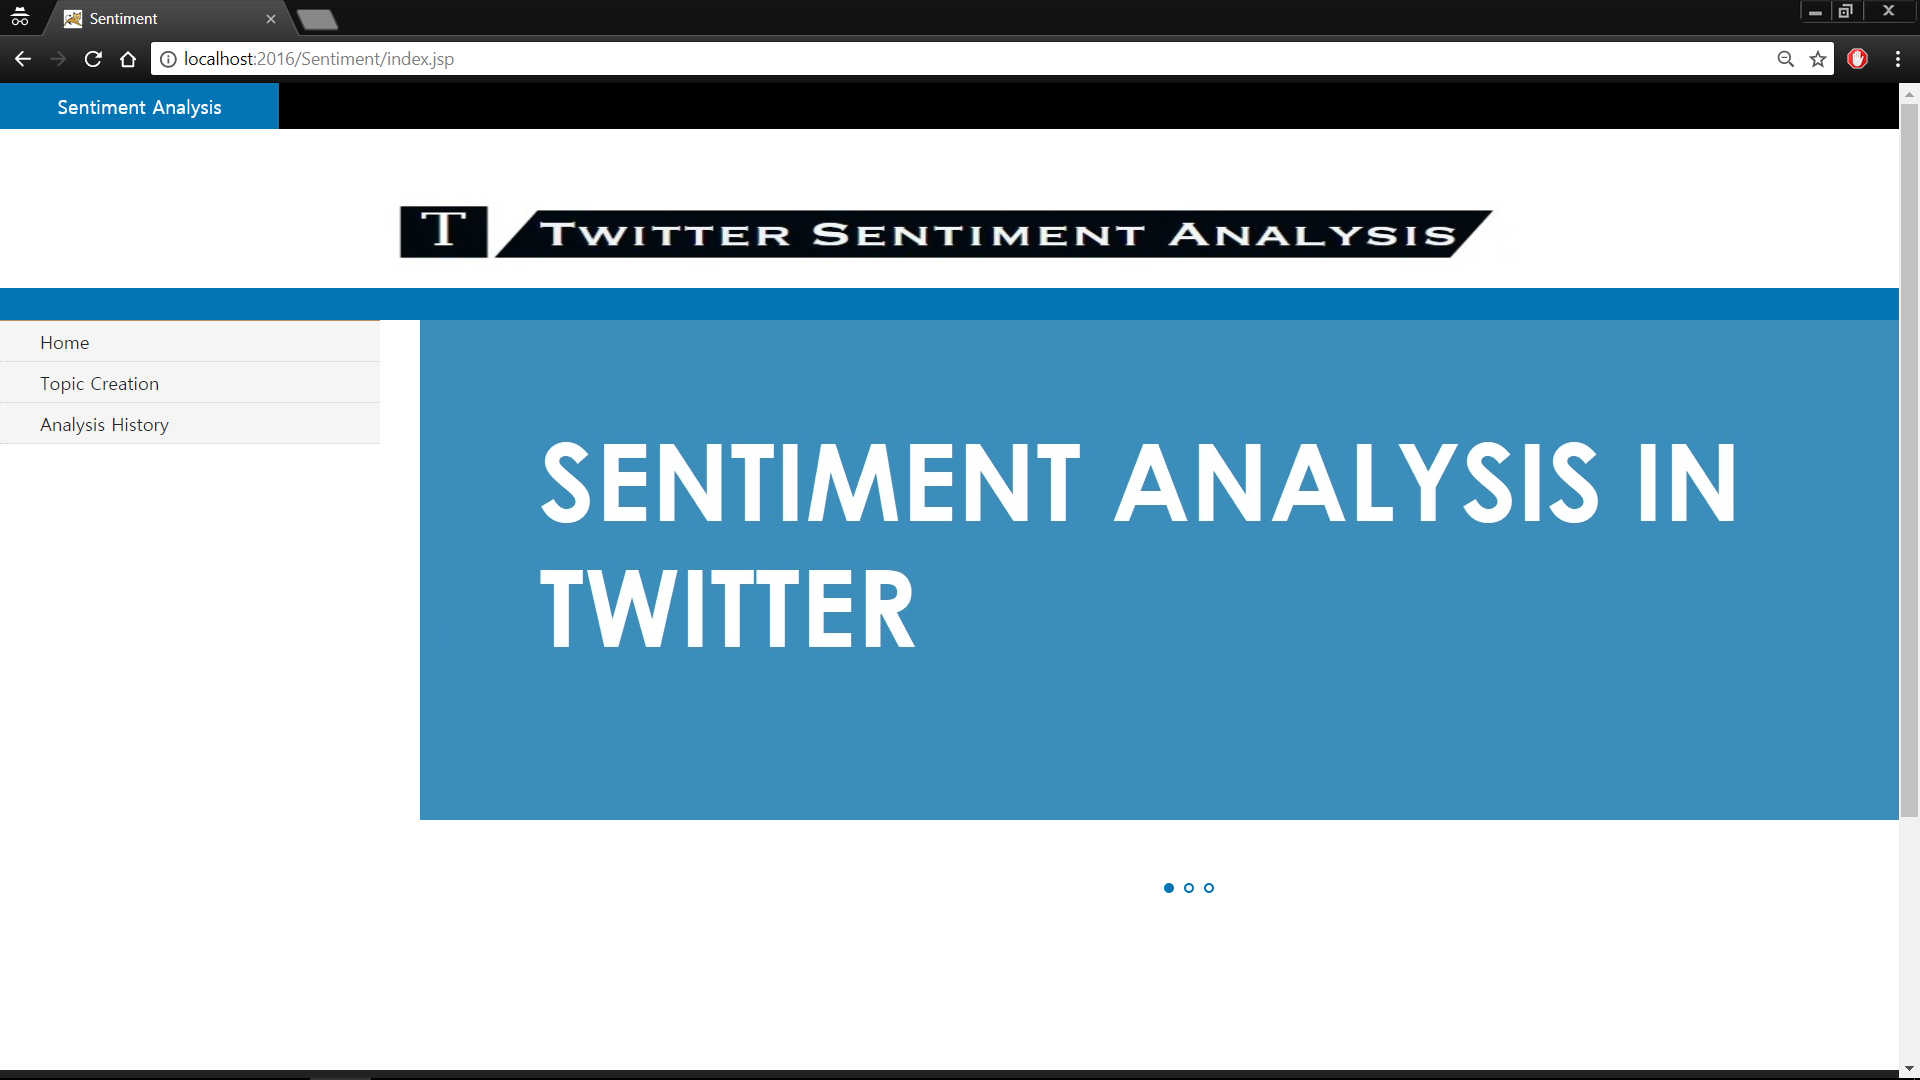 Sentiment
localhost:2016/Sentiment/index.jsp
Sentiment Analysis
T TWITTER SENTIMENT ANALYSIS
Home
Topic Creation
Analysis History
SENTIMENT ANALYSIS IN
TWITTER